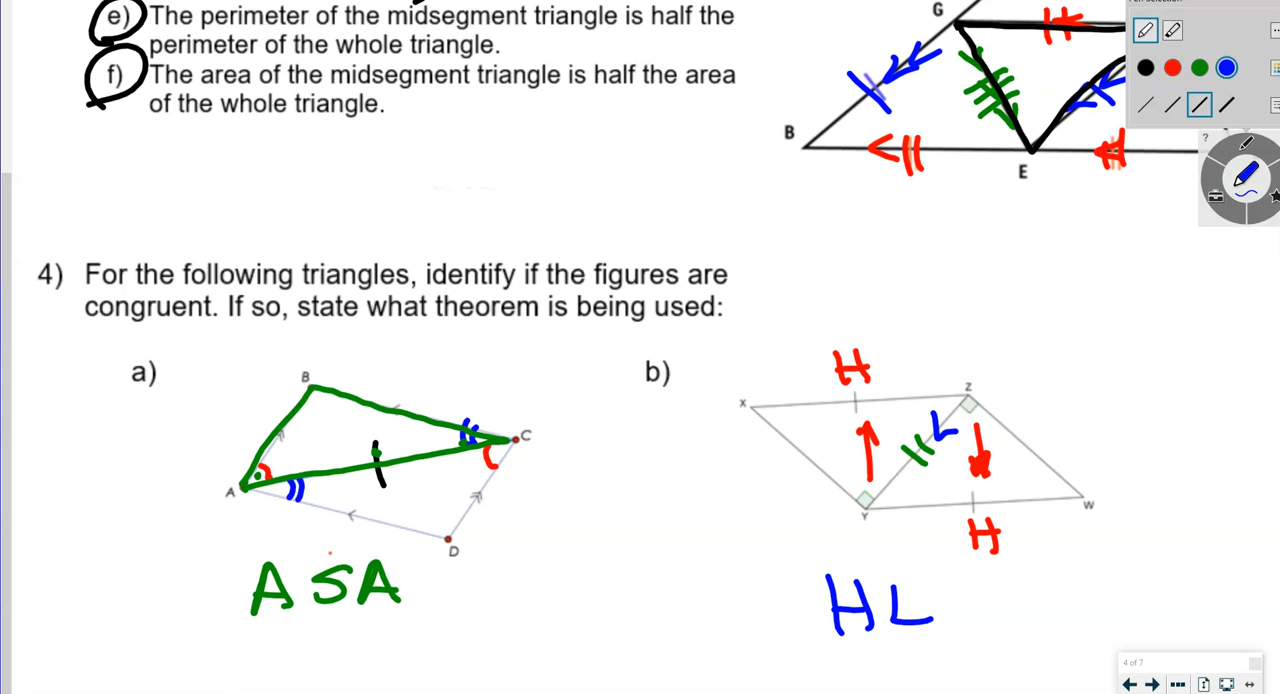 e) The perimeter of the midsegment triangle is half the
perimeter of the whole triangle.
f) The area of the midsegment triangle is half the area
of the whole triangle.
G
B
E
4) For the following triangles, identify if the figures are
congruent. If so, state what theorem is being used:
a)
B
C
A
D
ASA
b)
H
X
Z
L
Y
W
H
HL
?
4 of 7